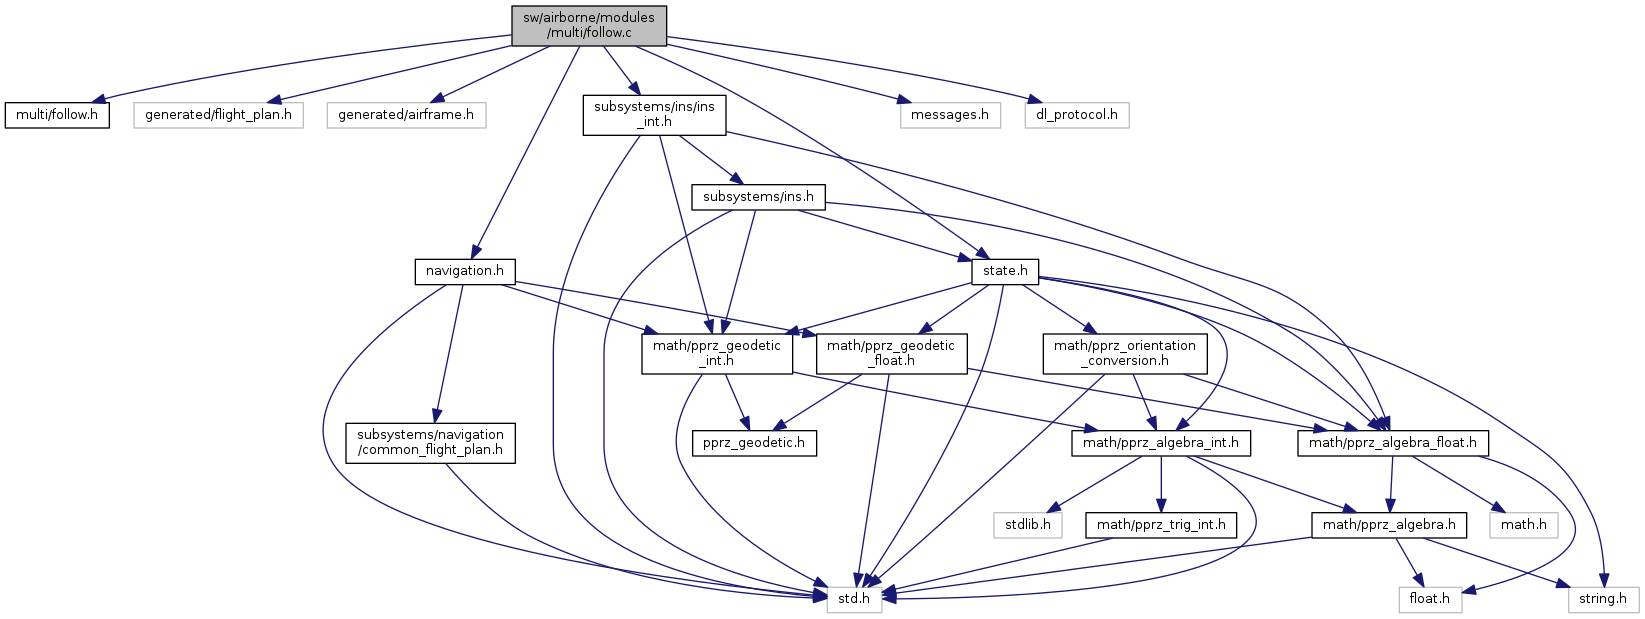 sw/airborne/modules
/multi/follow.c
multi/follow.h
generated/flight_plan.h
generated/airframe.h
subsystems/ins/ins
_int.h
messages.h
dl_protocol.h
subsystems/ins.h
navigation.h
state.h
math/pprz_geodetic
_int.h
math/pprz_geodetic
_float.h
math/pprz_orientation
_conversion.h
subsystems/navigation
/common_flight_plan.h
pprz_geodetic.h
math/pprz_algebra_int.h
math/pprz_algebra_float.h
stdlib.h
math/pprz_trig_int.h
math/pprz_algebra.h
math.h
std.h
float.h
string.h